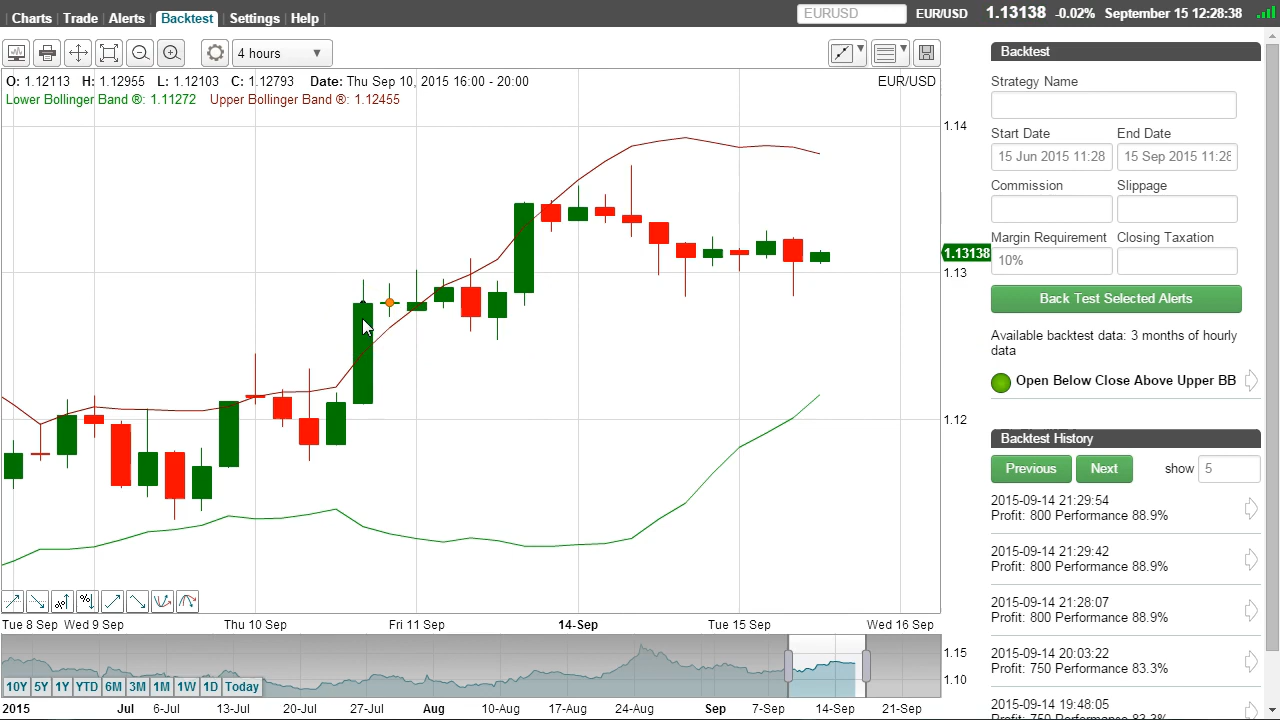 Charts Trade Alerts Backtest Settings Help EURUSD EUR/USD 1.13138 -0.02% September 15 12:28:38
4 hours
O: 1.12113 H: 1.12955 L: 1.12103 C: 1.12793 Date: Thu Sep 10, 2015 16:00 - 20:00 EUR/USD
Lower Bollinger Band ®: 1.11272 Upper Bollinger Band ®: 1.12455
1.14
1.13138
1.13
1.12
Tue 8 Sep Wed 9 Sep Thu 10 Sep Fri 11 Sep 14-Sep Tue 15 Sep Wed 16 Sep
1.15
1.10
10Y 5Y 1Y YTD 6M 3M 1M 1W 1D Today
2015 Jul 6-Jul 13-Jul 20-Jul 27-Jul Aug 10-Aug 17-Aug 24-Aug Sep 7-Sep 14-Sep 21-Sep
Backtest
Strategy Name
Start Date End Date
15 Jun 2015 11:28 15 Sep 2015 11:28
Commission Slippage
Margin Requirement Closing Taxation
10%
Back Test Selected Alerts
Available backtest data: 3 months of hourly
data
Open Below Close Above Upper BB
Backtest History
Previous Next show 5
2015-09-14 21:29:54
Profit: 800 Performance 88.9%
2015-09-14 21:29:42
Profit: 800 Performance 88.9%
2015-09-14 21:28:07
Profit: 800 Performance 88.9%
2015-09-14 20:03:22
Profit: 750 Performance 83.3%
2015-09-14 19:48:05
Profit: 750 Performance 83.3%